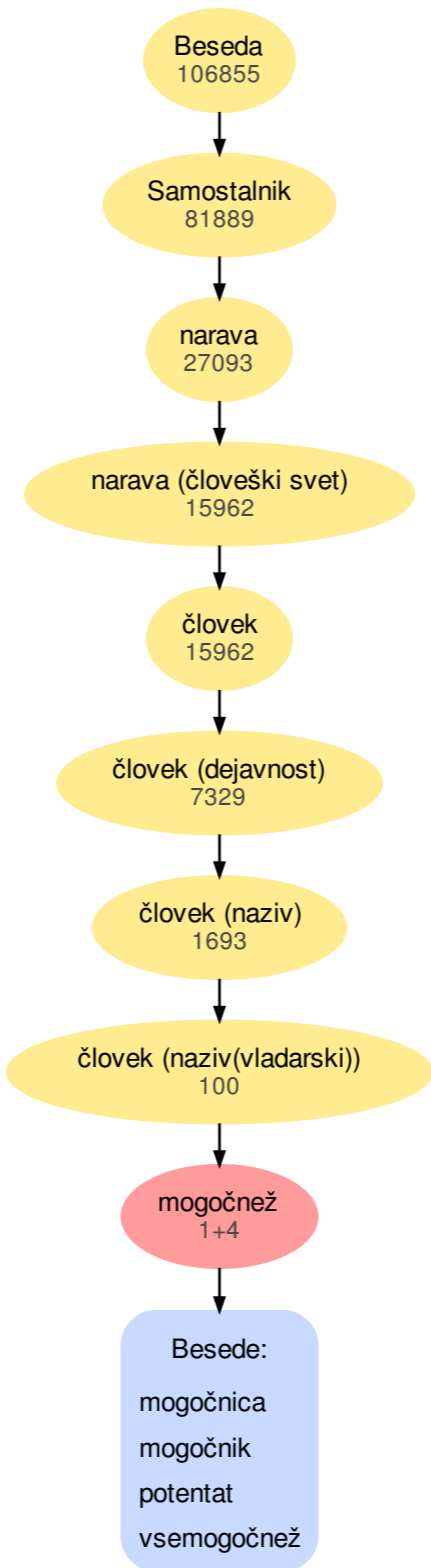 Beseda
106855
Samostalnik
81889
narava
27093
narava (človeški svet)
15962
človek
15962
človek (dejavnost)
7329
človek (naziv)
1693
človek (naziv(vladarski))
100
mogočnež
1+4
Besede:
mogočnica
mogočnik
potentat
vsemogočnež